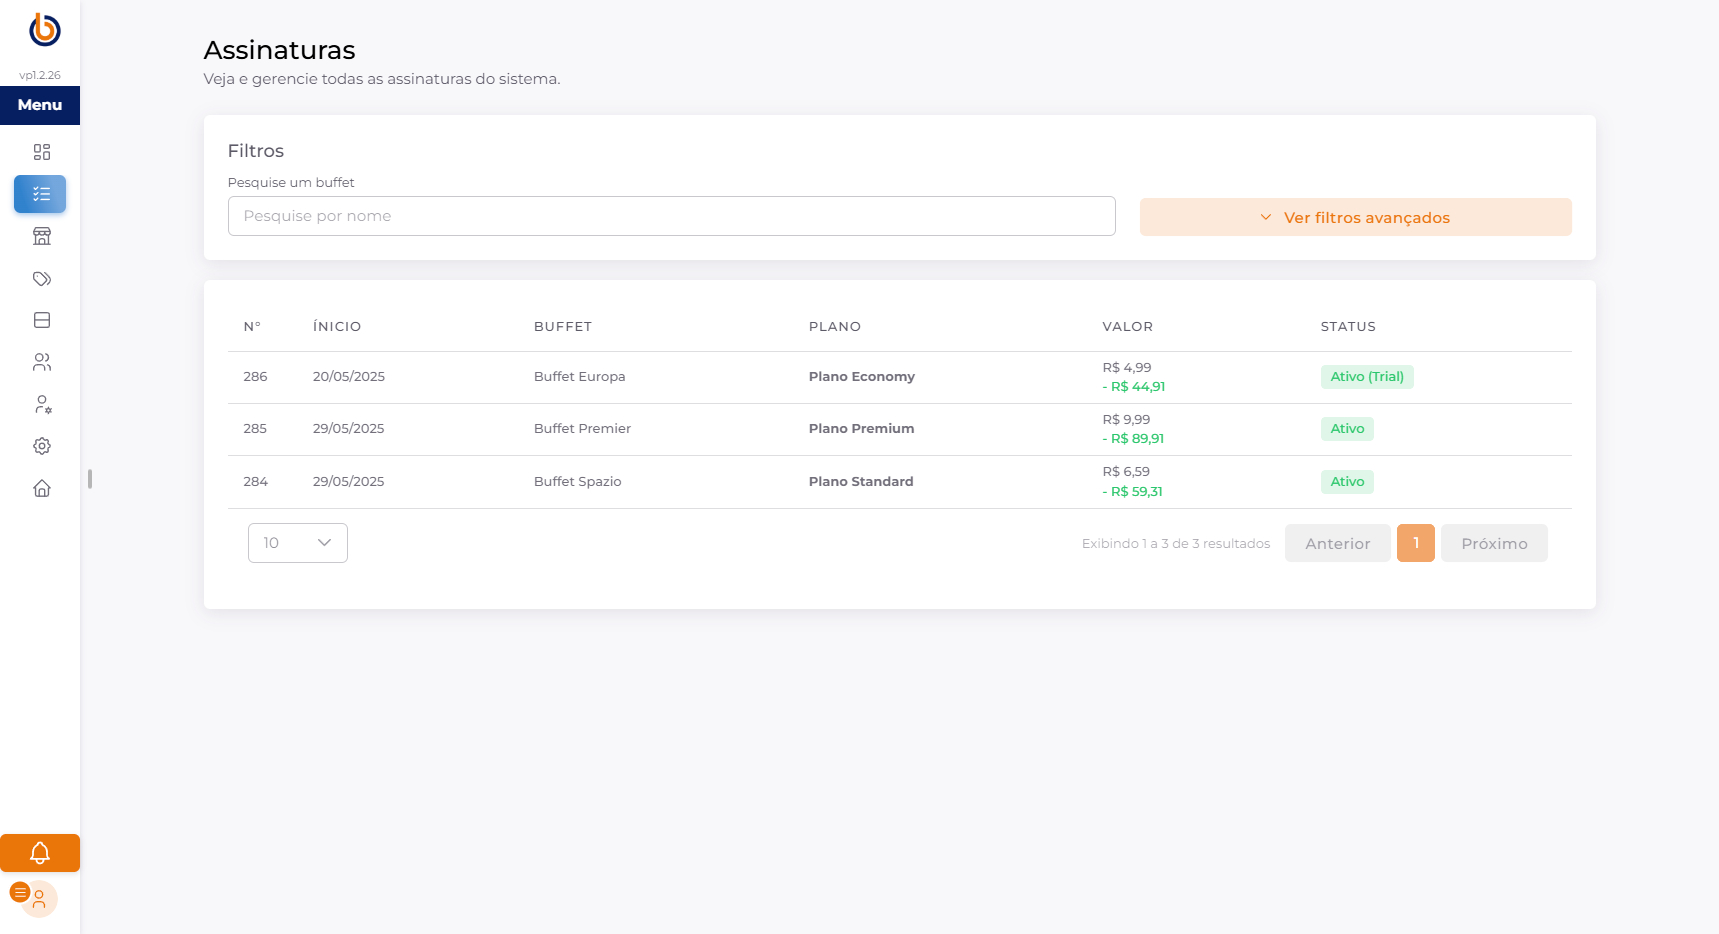 vp1.2.26
Menu
Assinaturas
Veja e gerencie todas as assinaturas do sistema.
Filtros
Pesquise um buffet
Pesquise por nome
Ver filtros avançados
N° ÍNICIO BUFFET PLANO VALOR STATUS
286 20/05/2025 Buffet Europa Plano Economy R$ 4,99 Ativo (Trial)
- R$ 44,91
285 29/05/2025 Buffet Premier Plano Premium R$ 9,99 Ativo
- R$ 89,91
284 29/05/2025 Buffet Spazio Plano Standard R$ 6,59 Ativo
- R$ 59,31
10 Exibindo 1 a 3 de 3 resultados Anterior 1 Próximo